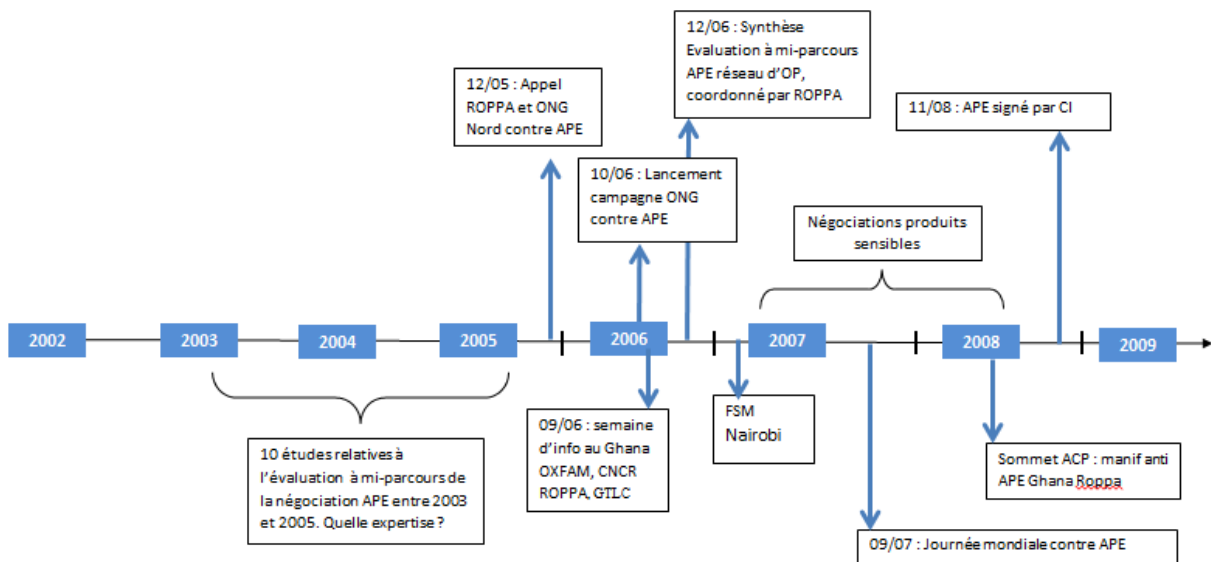 12/06 : Synthèse
Evaluation à mi-parcours
APE réseau d'OP,
coordonné par ROPPA
12/05 : Appel
ROPPA et ONG
Nord contre APE
11/08 : APE signé par CI
10/06 : Lancement
campagne ONG
contre APE
Négociations produits
sensibles
2002
2003
2004
2005
2006
2007
2008
2009
10 études relatives à
l'évaluation à mi-parcours de
la négociation APE entre 2003
et 2005. Quelle expertise ?
09/06 : semaine
d'info au Ghana
OXFAM, CNCR
ROPPA, GTLC
FSM
Nairobi
Sommet ACP : manif anti
APE Ghana Roppa
09/07 : Journée mondiale contre APE